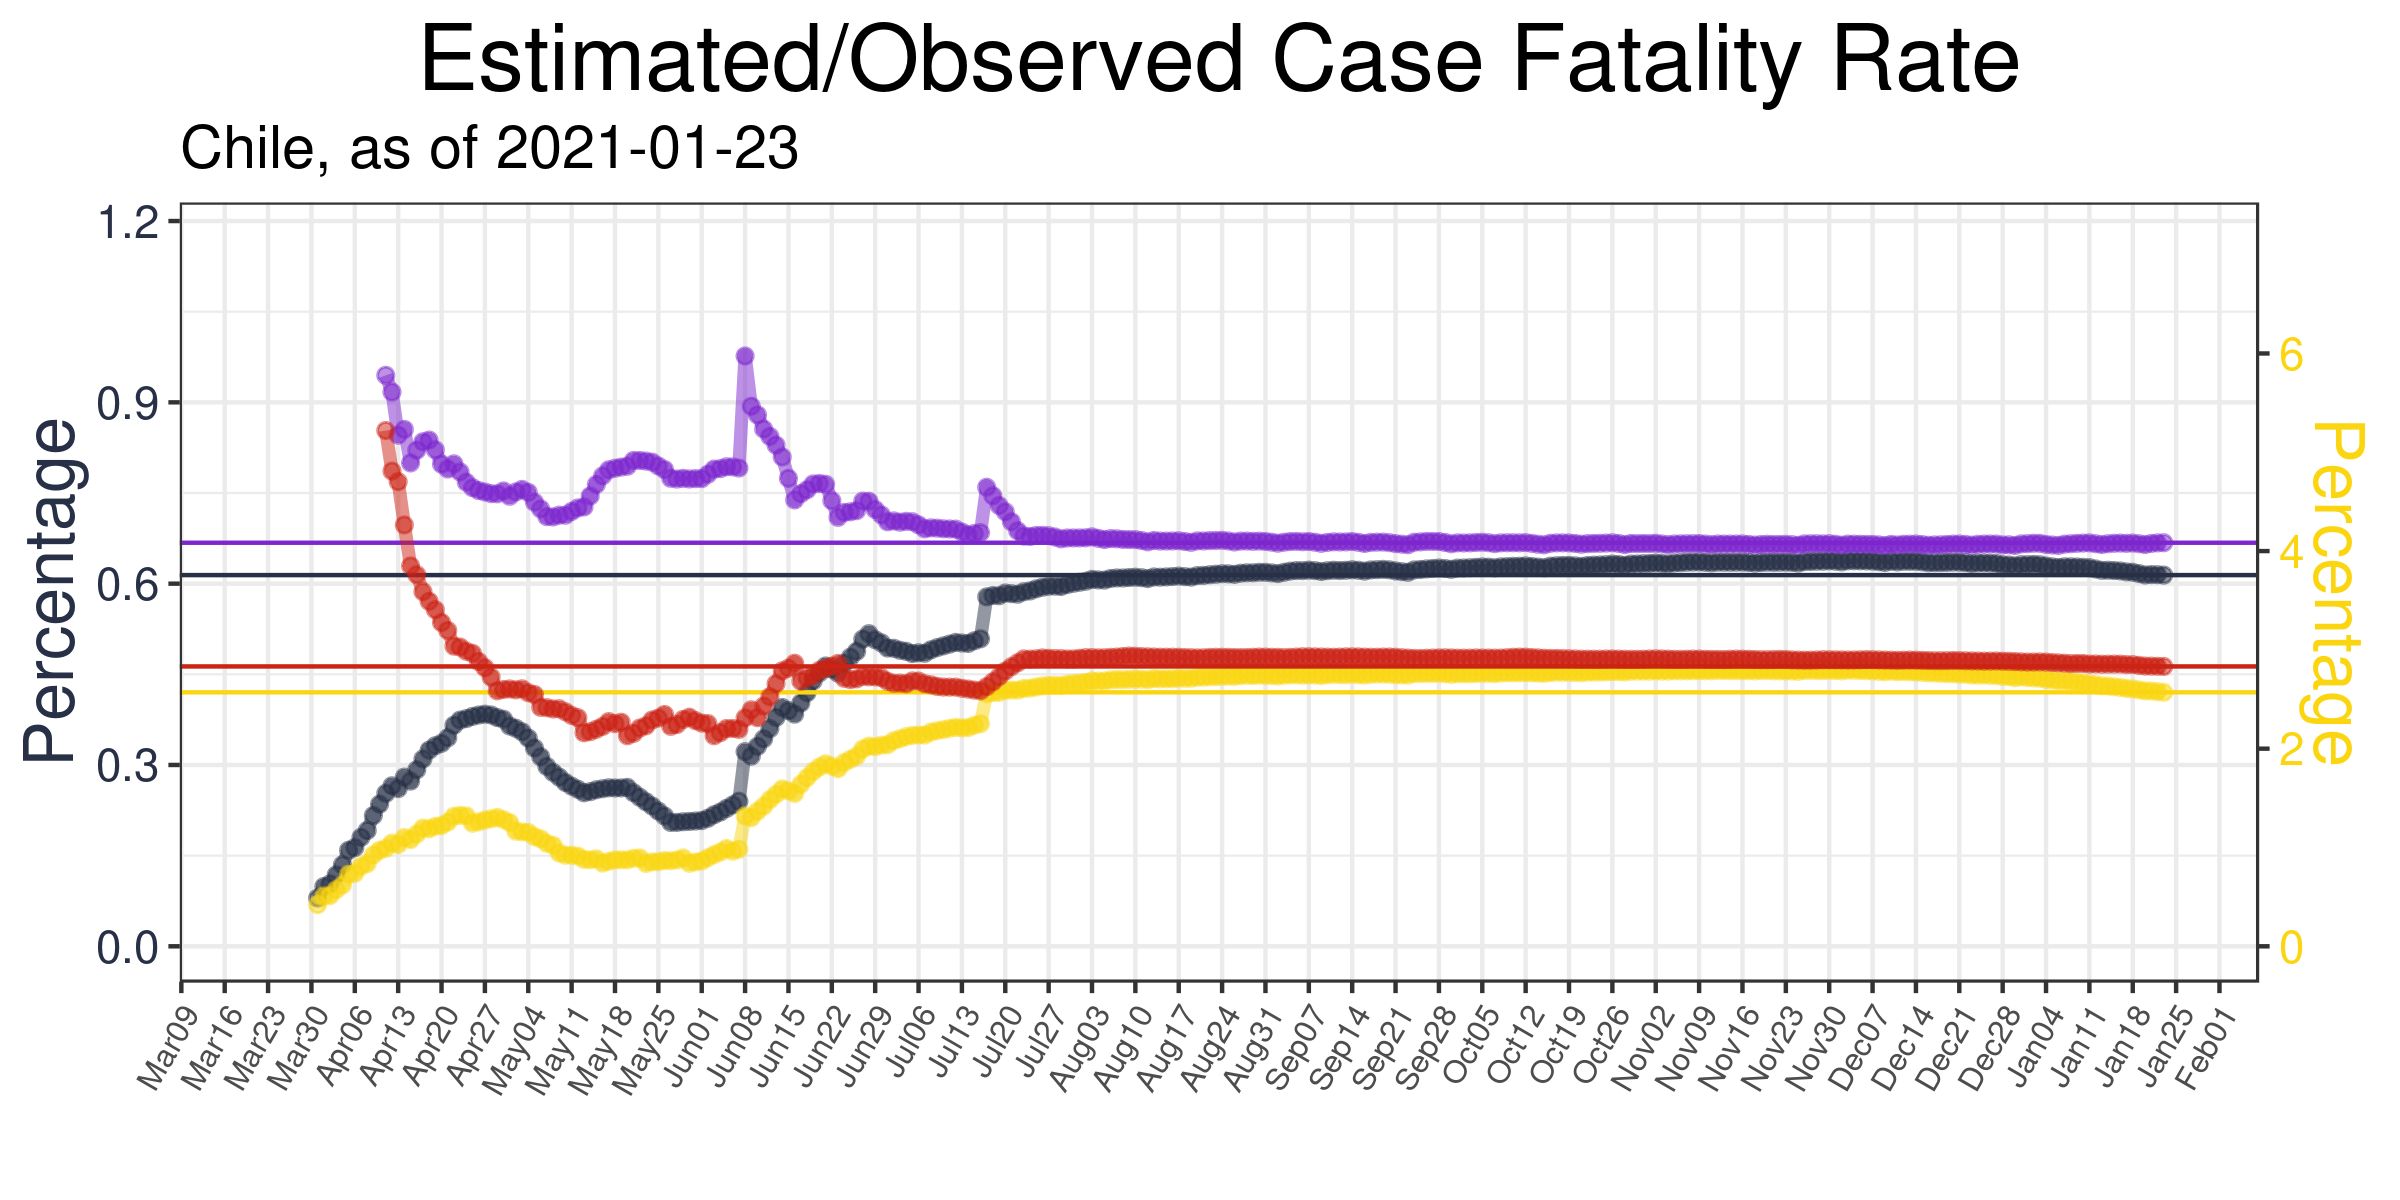 Estimated/Observed Case Fatality Rate
Chile, as of 2021-01-23
Percentage
1.2
0.9
0.6
0.3
0.0
6
4
2
0
Percentage
Mar09 Mar16 Mar23 Mar30 Apr06 Apr13 Apr20 Apr27 May04 May11 May18 May25 Jun01 Jun08 Jun15 Jun22 Jun29 Jul06 Jul13 Jul20 Jul27 Aug03 Aug10 Aug17 Aug24 Aug31 Sep07 Sep14 Sep21 Sep28 Oct05 Oct12 Oct19 Oct26 Nov02 Nov09 Nov16 Nov23 Nov30 Dec07 Dec14 Dec21 Dec28 Jan04 Jan11 Jan18 Jan25 Feb01